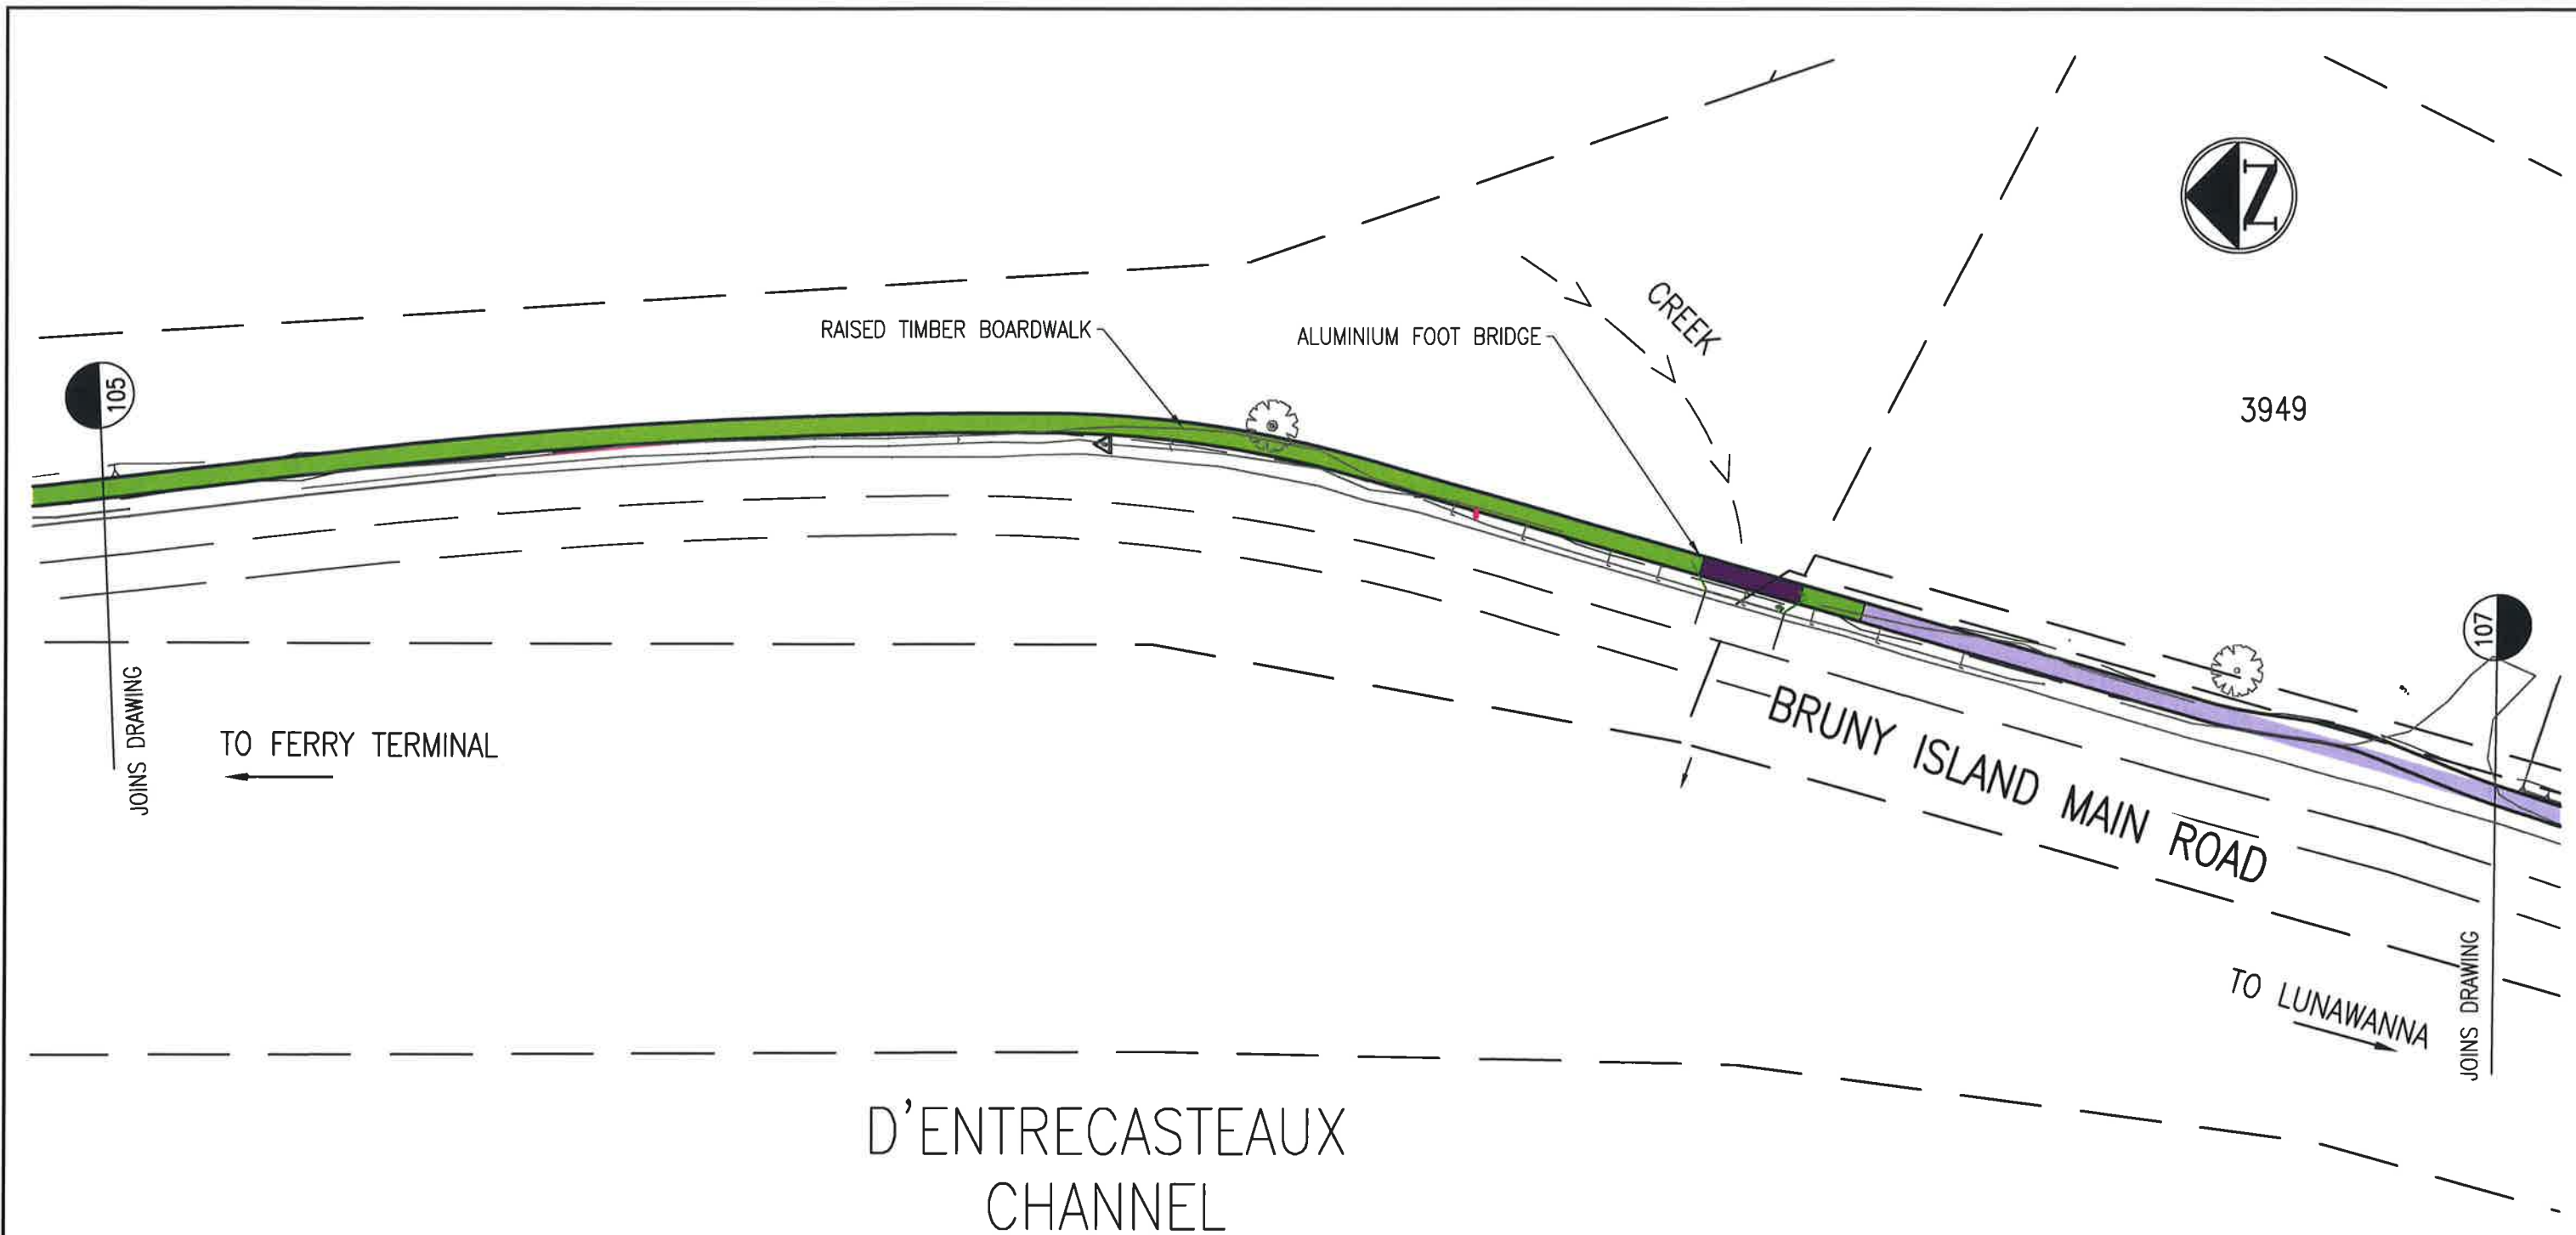 N
CREEK
RAISED TIMBER BOARDWALK
ALUMINIUM FOOT BRIDGE
105
3949
107
JOINS DRAWING
TO FERRY TERMINAL
BRUNY ISLAND MAIN ROAD
TO LUNAWANNA
JOINS DRAWING
D'ENTRECASTEAUX
CHANNEL